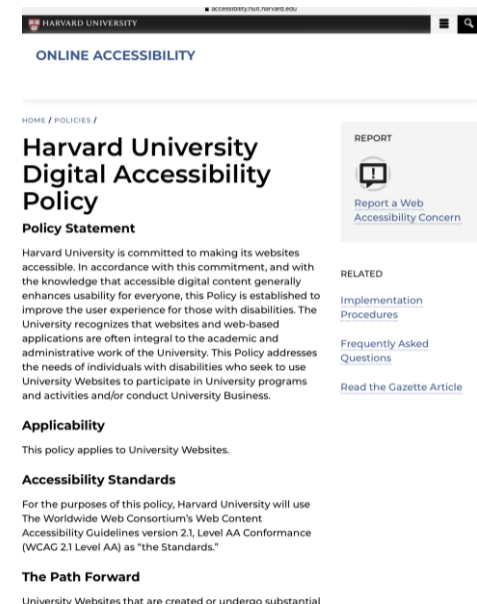 accessibility.huit.harvard.edu
HARVARD UNIVERSITY
ONLINE ACCESSIBILITY
HOME / POLICIES /
Harvard University
Digital Accessibility
Policy
Policy Statement
Harvard University is committed to making its websites
accessible. In accordance with this commitment, and with
the knowledge that accessible digital content generally
enhances usability for everyone, this Policy is established to
improve the user experience for those with disabilities. The
University recognizes that websites and web-based
applications are often integral to the academic and
administrative work of the University. This Policy addresses
the needs of individuals with disabilities who seek to use
University Websites to participate in University programs
and activities and/or conduct University Business.
Applicability
This policy applies to University Websites.
Accessibility Standards
For the purposes of this policy, Harvard University will use
The Worldwide Web Consortium's Web Content
Accessibility Guidelines version 2.1, Level AA Conformance
(WCAG 2.1 Level AA) as “the Standards.”
The Path Forward
University Websites that are created or undergo substantial
REPORT
Report a Web
Accessibility Concern
RELATED
Implementation
Procedures
Frequently Asked
Questions
Read the Gazette Article